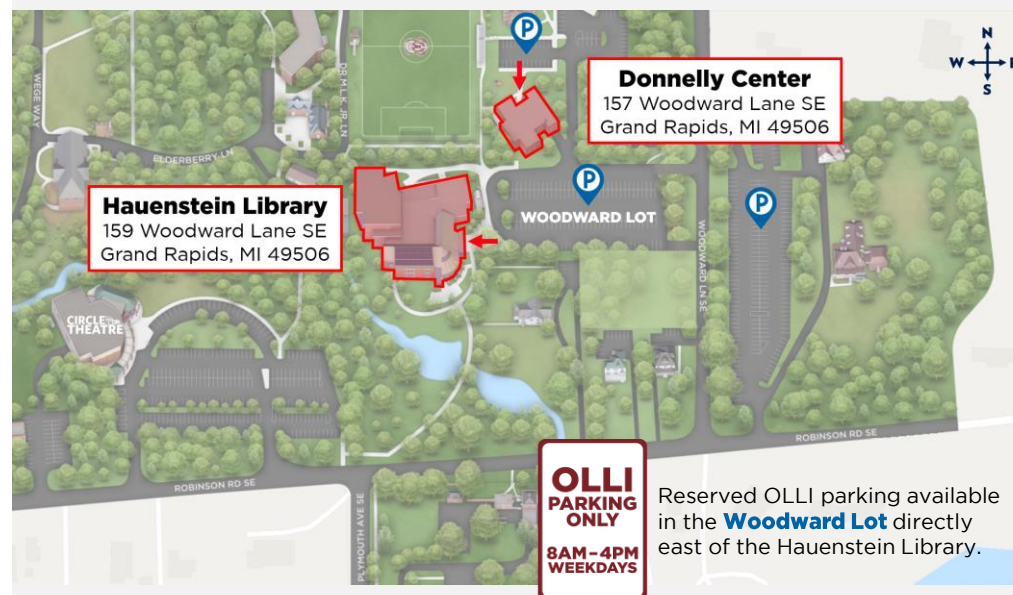 P
N
W E
S
Donnelly Center
157 Woodward Lane SE
Grand Rapids, MI 49506
WEGE WAY
DR M.L.K. JR LN
ELDERBERRY LN
Hauenstein Library
159 Woodward Lane SE
Grand Rapids, MI 49506
P
WOODWARD LOT
P
WOODWARD LN SE
CIRCLE
THEATRE
ROBINSON RD SE
ROBINSON RD SE
PLYMOUTH AVE SE
OLLI
PARKING
ONLY
8AM–4PM
WEEKDAYS
Reserved OLLI parking available
in the Woodward Lot directly
east of the Hauenstein Library.